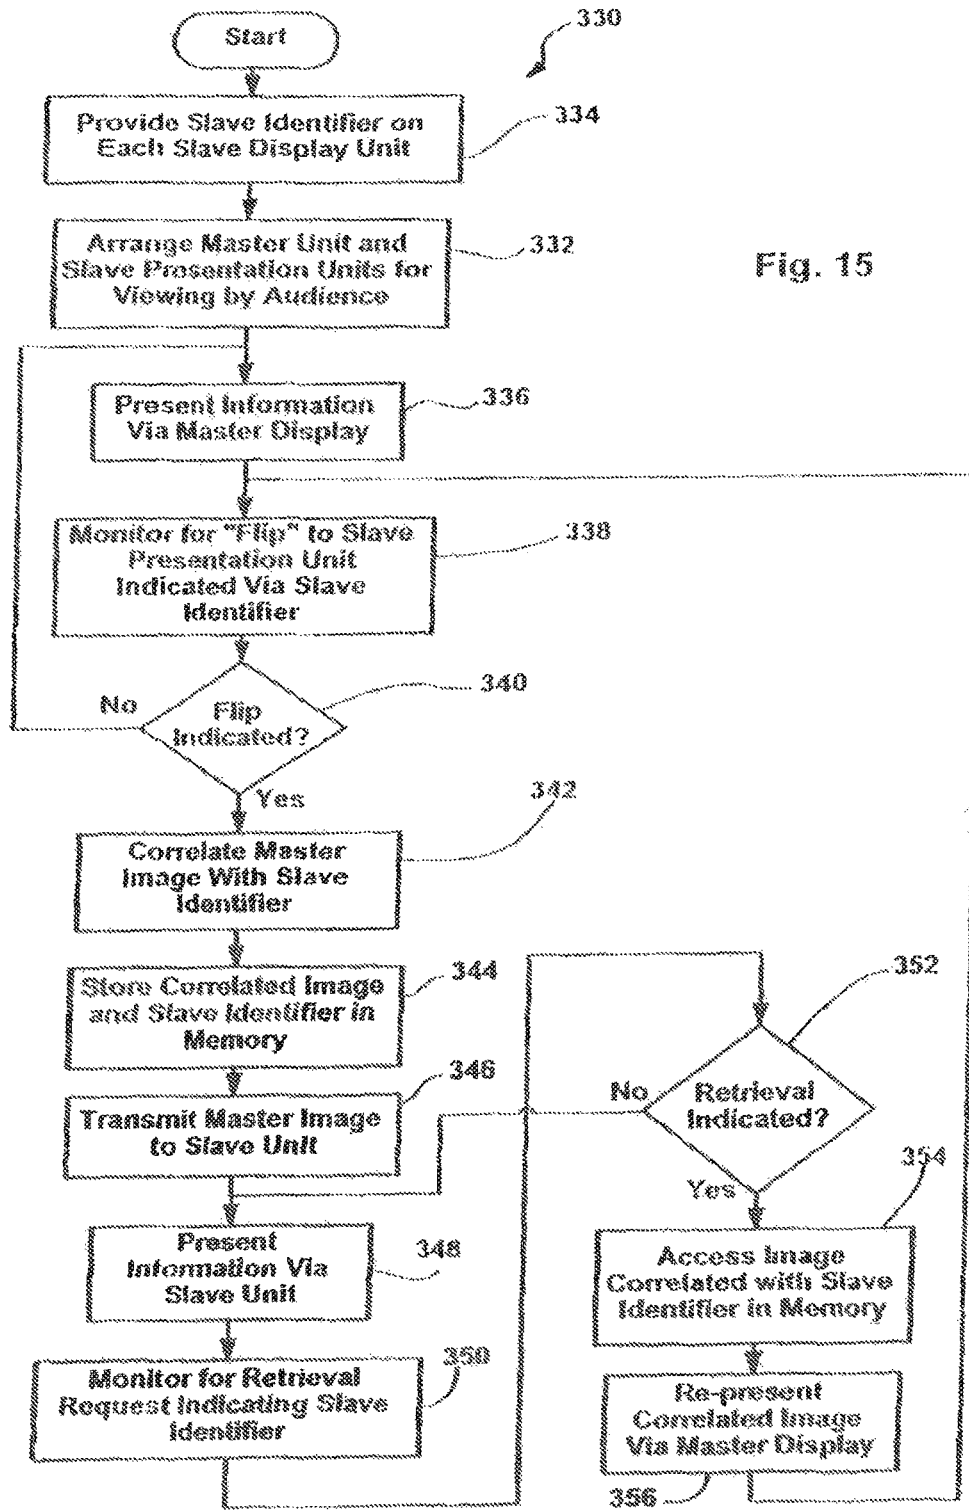 Start
330
Provide Slave Identifier on
Each Slave Display Unit
334
Arrange Master Unit and
Slave Presentation Units for
Viewing by Audience
332
Fig. 15
Present Information
Via Master Display
336
Monitor for "Flip" to Slave
Presentation Unit
Indicated Via Slave
Identifier
338
No
Flip
Indicated?
340
Yes
Correlate Master
Image With Slave
Identifier
342
Store Correlated Image
and Slave Identifier in
Memory
344
Transmit Master Image
to Slave Unit
346
Present
Information Via
Slave Unit
348
Monitor for Retrieval
Request Indicating Slave
Identifier
350
352
No
Retrieval
Indicated?
Yes
354
Access Image
Correlated with Slave
Identifier in Memory
Re-present
Correlated Image
Via Master Display
356